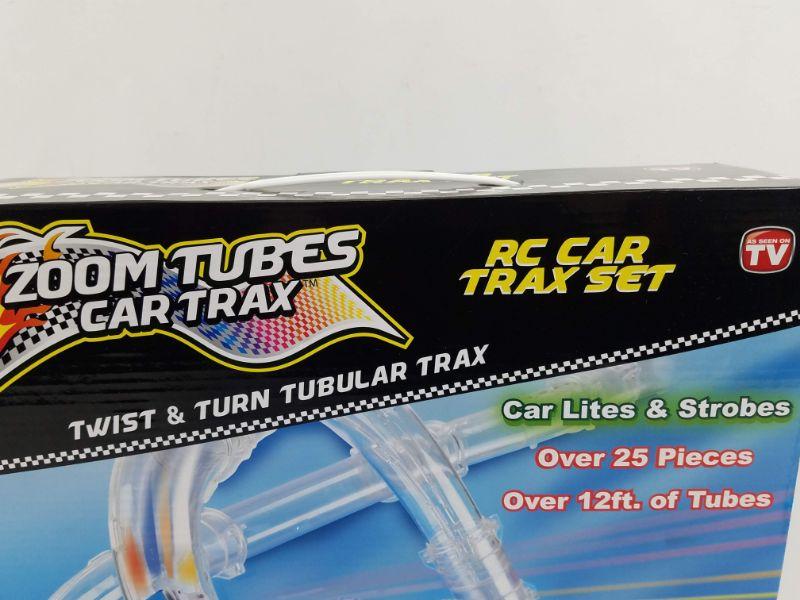 ZOOM TUBES
CAR TRAX™
RC CAR
TRAX SET
AS SEEN ON
TV
TWIST & TURN TUBULAR TRAX
Car Lites & Strobes
Over 25 Pieces
Over 12ft. of Tubes